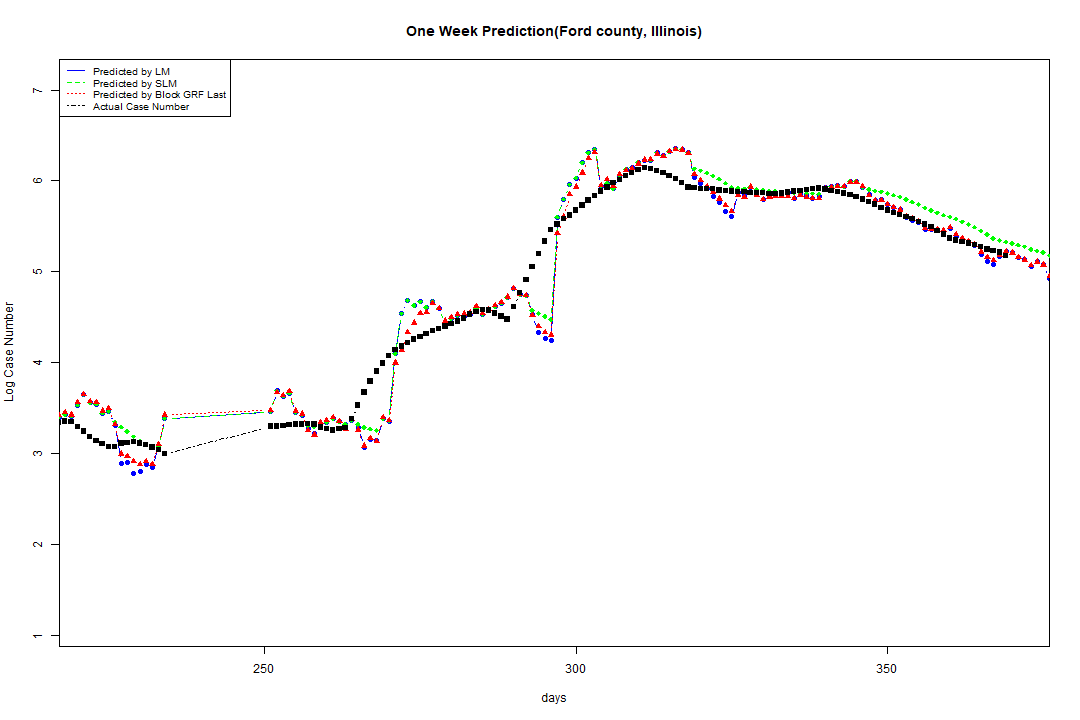 One Week Prediction(Ford county, Illinois)
Predicted by LM
Predicted by SLM
Predicted by Block GRF Last
Actual Case Number
7
6
5
4
3
2
1
Log Case Number
250 300 350
days